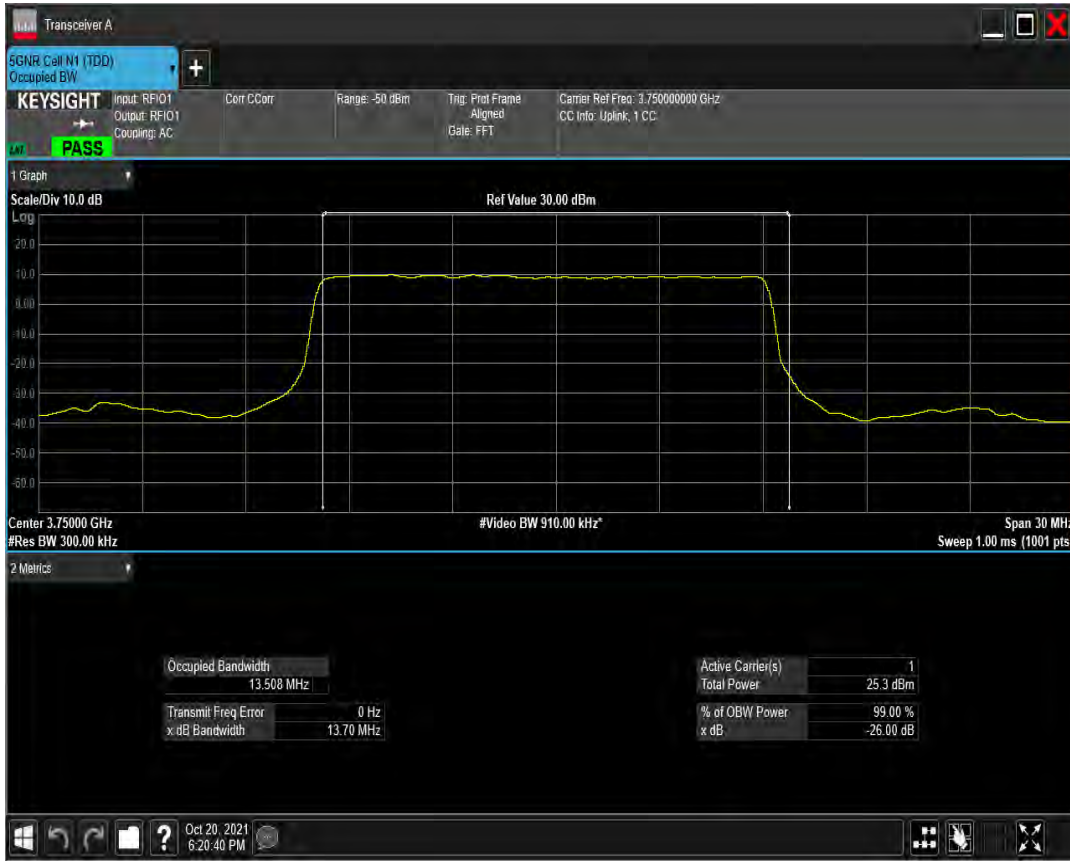 Transceiver A
5GNR Cell N1 (TDD)
Occupied BW
+
KEYSIGHT
Input: RFIO1
Output: RFIO1
Coupling: AC
Corr CCorr
Range: -50 dBm
Trig: Prot Frame
Aligned
Gate: FFT
Carrier Ref Freq: 3.750000000 GHz
CC Info: Uplink, 1 CC
PASS
1 Graph
Scale/Div 10.0 dB
Ref Value 30.00 dBm
Log
20.0
10.0
0.00
-10.0
-20.0
-30.0
-40.0
-50.0
-60.0
Center 3.75000 GHz
#Video BW 910.00 kHz*
Span 30 MHz
#Res BW 300.00 kHz
Sweep 1.00 ms (1001 pts
2 Metrics
Occupied Bandwidth
13.508 MHz
Transmit Freq Error 0 Hz
x dB Bandwidth 13.70 MHz
Active Carrier(s) 1
Total Power 25.3 dBm
% of OBW Power 99.00 %
x dB -26.00 dB
?
Oct 20, 2021
6:20:40 PM